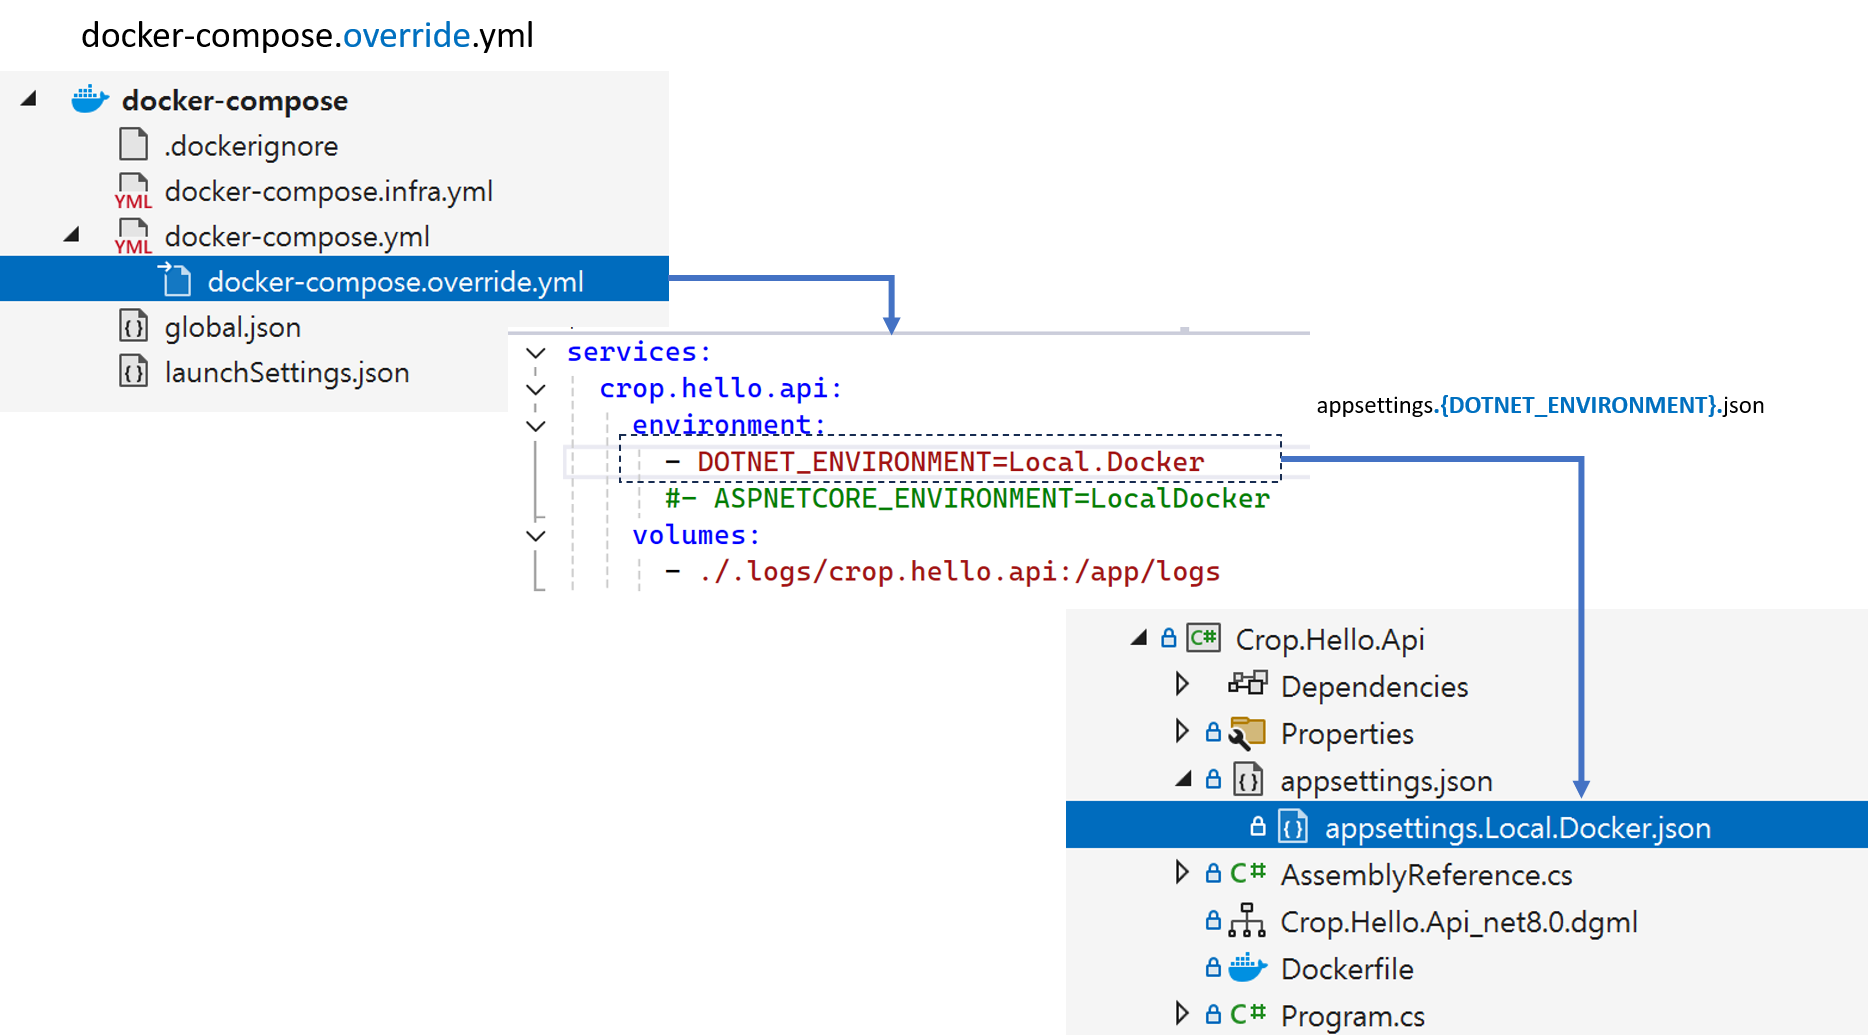 docker-compose.override.yml
docker-compose
.dockerignore
YML docker-compose.infra.yml
YML docker-compose.yml
docker-compose.override.yml
{} global.json
{} launchSettings.json
services:
crop.hello.api:
environment:
- DOTNET_ENVIRONMENT=Local.Docker
#- ASPNETCORE_ENVIRONMENT=LocalDocker
volumes:
- ./.logs/crop.hello.api:/app/logs
appsettings.{DOTNET_ENVIRONMENT}.json
C# Crop.Hello.Api
Dependencies
Properties
{} appsettings.json
{} appsettings.Local.Docker.json
C# AssemblyReference.cs
Crop.Hello.Api_net8.0.dgml
Dockerfile
C# Program.cs